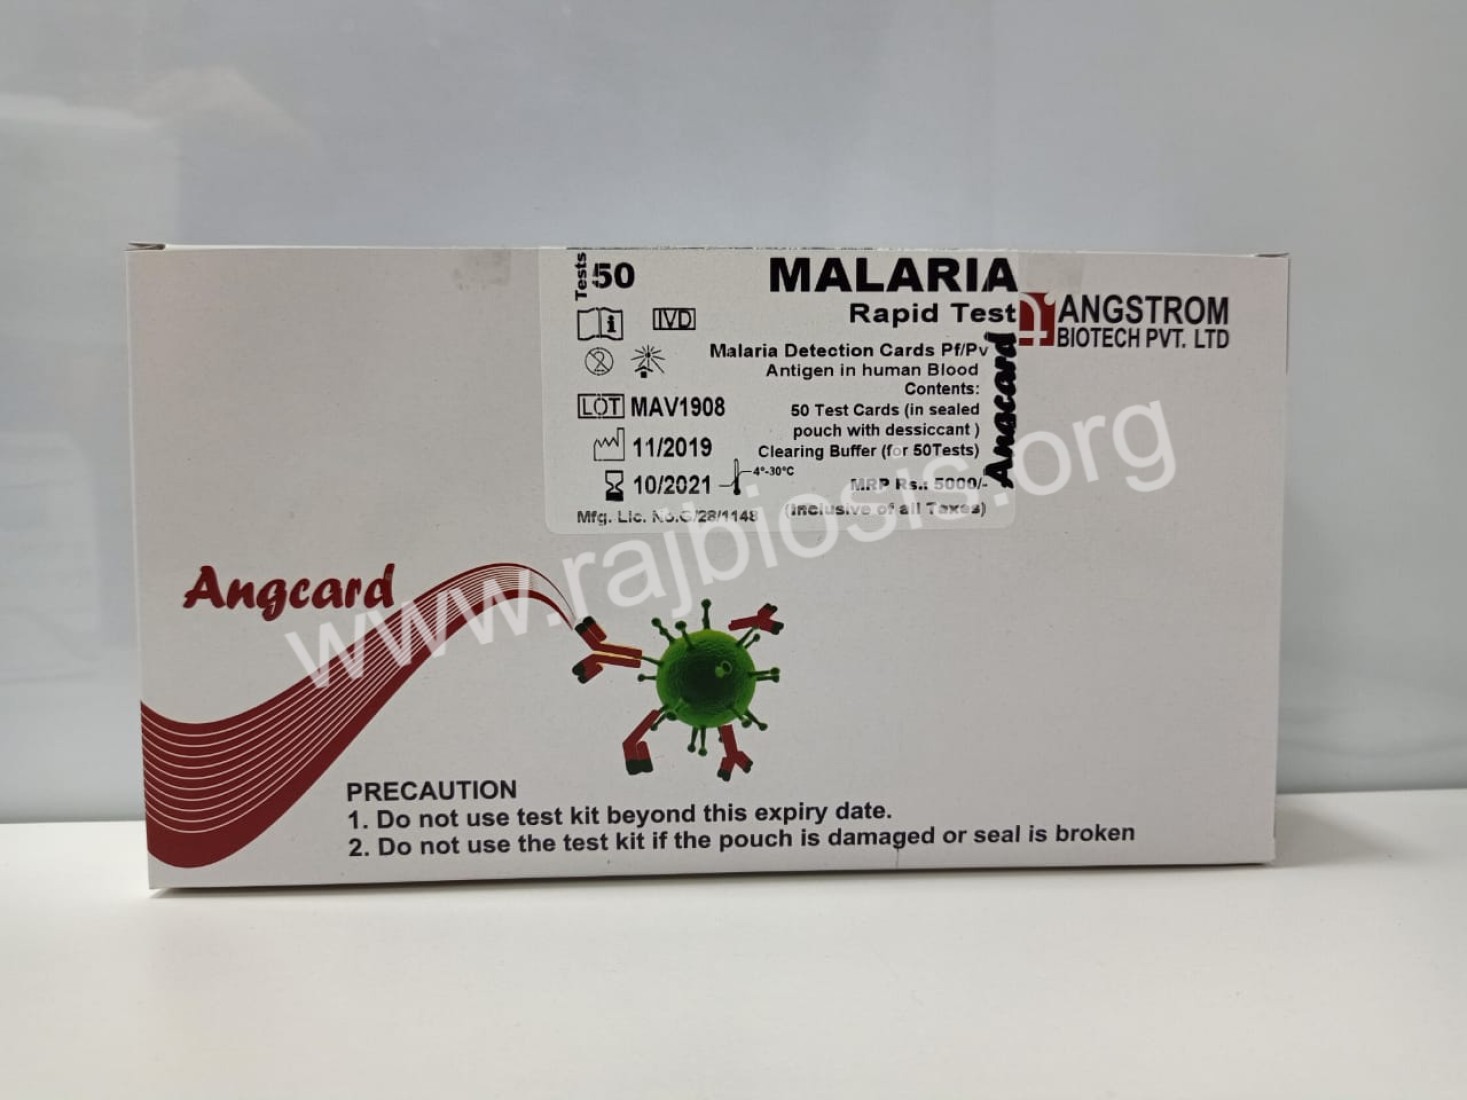 Tests 50
MALARIA
Rapid Test
IVD
Malaria Detection Cards Pf/Pv
Antigen in human Blood
Contents:
50 Test Cards (in sealed
pouch with dessiccant )
Clearing Buffer (for 50Tests)
MRP Rs.: 5000/-
(Inclusive of all Taxes)
LOT MAV1908
11/2019
10/2021
4°-30°C
Mfg. Lic. No.G/28/1148
Angcard
ANGSTROM
BIOTECH PVT. LTD
Angcard
www.rajbiosis.org
PRECAUTION
1. Do not use test kit beyond this expiry date.
2. Do not use the test kit if the pouch is damaged or seal is broken